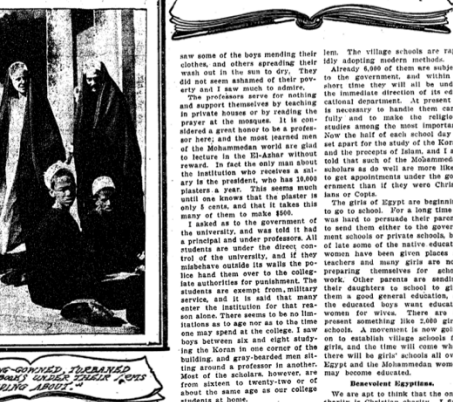 saw some of the boys mending their
clothes, and others spreading their
wash out in the sun to dry. They
did not seem ashamed of their pov-
erty and I saw much to admire.
The professors serve for nothing
and support themselves by teaching
in private houses or by reading the
prayer at the mosques. It is con-
sidered a great honor to be a profes-
sor here; and the most learned men
of the Mohammedan world are glad
to lecture in the El-Azhar without
reward. In fact the only man about
the institution who receives a sal-
ary is the president, who has 10,000
plasters a year. This seems much
until one knows that the plaster is
only 5 cents, and that it takes this
many of them to make $500.
I asked as to the government of
the university, and was told it had
a principal and under professors. All
students are under the direct con-
trol of the university, and if they
misbehave outside its walls the po-
lice hand them over to the colleg-
iate authorities for punishment. The
students are exempt from military
service, and it is said that many
enter the institution for that rea-
son alone. There seems to be no lim-
itations as to age nor as to the time
one may spend at the college. I saw
boys between six and eight study-
ing the Koran in one corner of the
building, and gray-bearded men sit-
ting around a professor in another.
Most of the scholars, however, are
from sixteen to twenty-two or of
about the same age as our college
students at home.
lem. The village schools are rap
idly adopting modern methods.
Already 6,000 of them are subje
to the government, and within
short time they will all be und
the immediate direction of its ed
cational department. At present
is necessary to handle them car
fully and to make the religio
studies among the most importa
Now the half of each school day
set apart for the study of the Kor
and the precepts of Islam, and I a
told that such of the Mohammed
scholars as do well are more like
to get appointments under the go
ernment than if they were Chris
ians or Copts.
The girls of Egypt are beginnin
to go to school. For a long time
was hard to persuade their paren
to send them either to the gover
ment schools or private schools, b
of late some of the native educat
women have been given places
teachers and many girls are no
preparing themselves for scho
work. Other parents are sendin
their daughters to school to gi
them a good general education,
the educated boys want educat
women for wives. There are
present something like 2,000 gir
schools. A movement is now goin
on to establish village schools f
girls, and the time will come wh
there will be girls' schools all ov
Egypt and the Mohammedan wom
may become educated.
Benevolent Egyptians.
We are apt to think that the on
G-GOWNED, TURBANED
BOOKS UNDER THEIR ARMS
ABOUT."